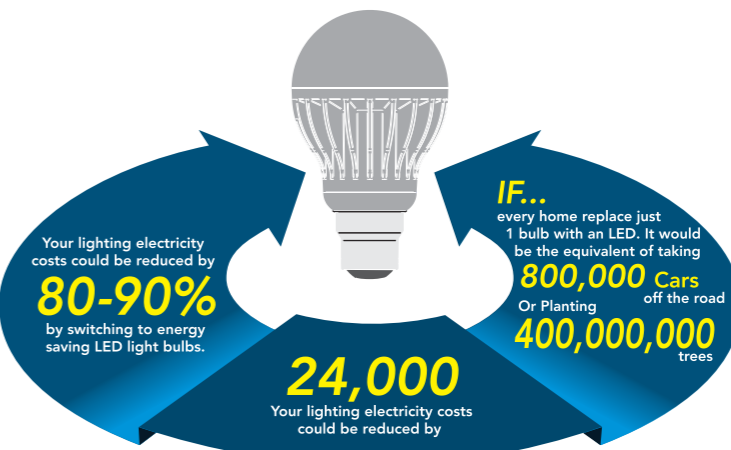 Your lighting electricity
costs could be reduced by
80-90%
by switching to energy
saving LED light bulbs.
24,000
Your lighting electricity costs
could be reduced by
IF...
every home replace just
1 bulb with an LED. It would
be the equivalent of taking
800,000 Cars
off the road
Or Planting
400,000,000
trees